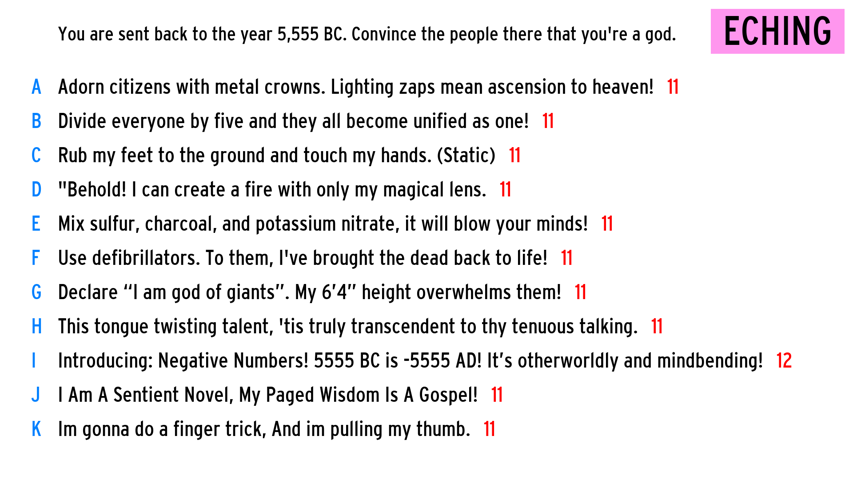 You are sent back to the year 5,555 BC. Convince the people there that you're a god.
ECHING
A Adorn citizens with metal crowns. Lighting zaps mean ascension to heaven! 11
B Divide everyone by five and they all become unified as one! 11
C Rub my feet to the ground and touch my hands. (Static) 11
D "Behold! I can create a fire with only my magical lens. 11
E Mix sulfur, charcoal, and potassium nitrate, it will blow your minds! 11
F Use defibrillators. To them, I've brought the dead back to life! 11
G Declare “I am god of giants”. My 6’4” height overwhelms them! 11
H This tongue twisting talent, 'tis truly transcendent to thy tenuous talking. 11
I Introducing: Negative Numbers! 5555 BC is -5555 AD! It’s otherworldly and mindbending! 12
J I Am A Sentient Novel, My Paged Wisdom Is A Gospel! 11
K Im gonna do a finger trick, And im pulling my thumb. 11